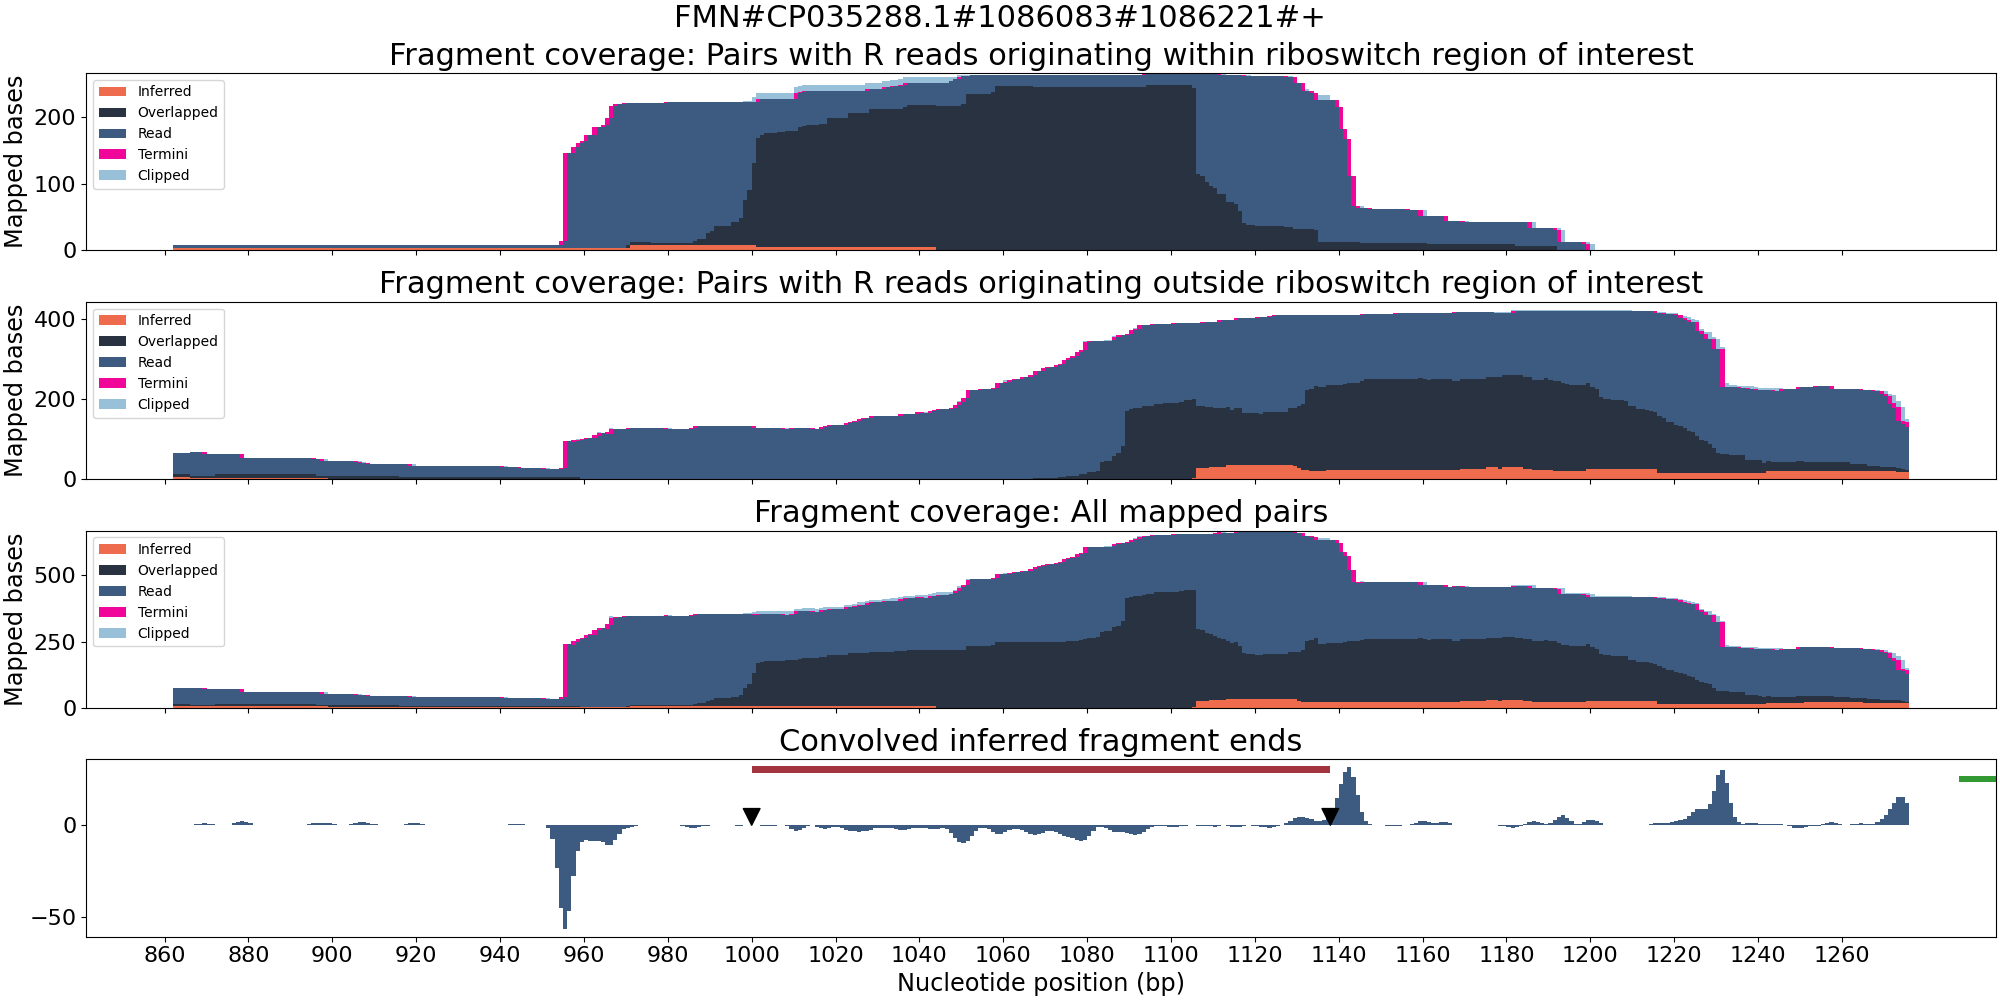 FMN#CP035288.1#1086083#1086221#+
Fragment coverage: Pairs with R reads originating within riboswitch region of interest
Mapped bases
200
100
0
Inferred
Overlapped
Read
Termini
Clipped
Fragment coverage: Pairs with R reads originating outside riboswitch region of interest
Mapped bases
400
200
0
Inferred
Overlapped
Read
Termini
Clipped
Fragment coverage: All mapped pairs
Mapped bases
500
250
0
Inferred
Overlapped
Read
Termini
Clipped
Convolved inferred fragment ends
0
−50
860 880 900 920 940 960 980 1000 1020 1040 1060 1080 1100 1120 1140 1160 1180 1200 1220 1240 1260
Nucleotide position (bp)